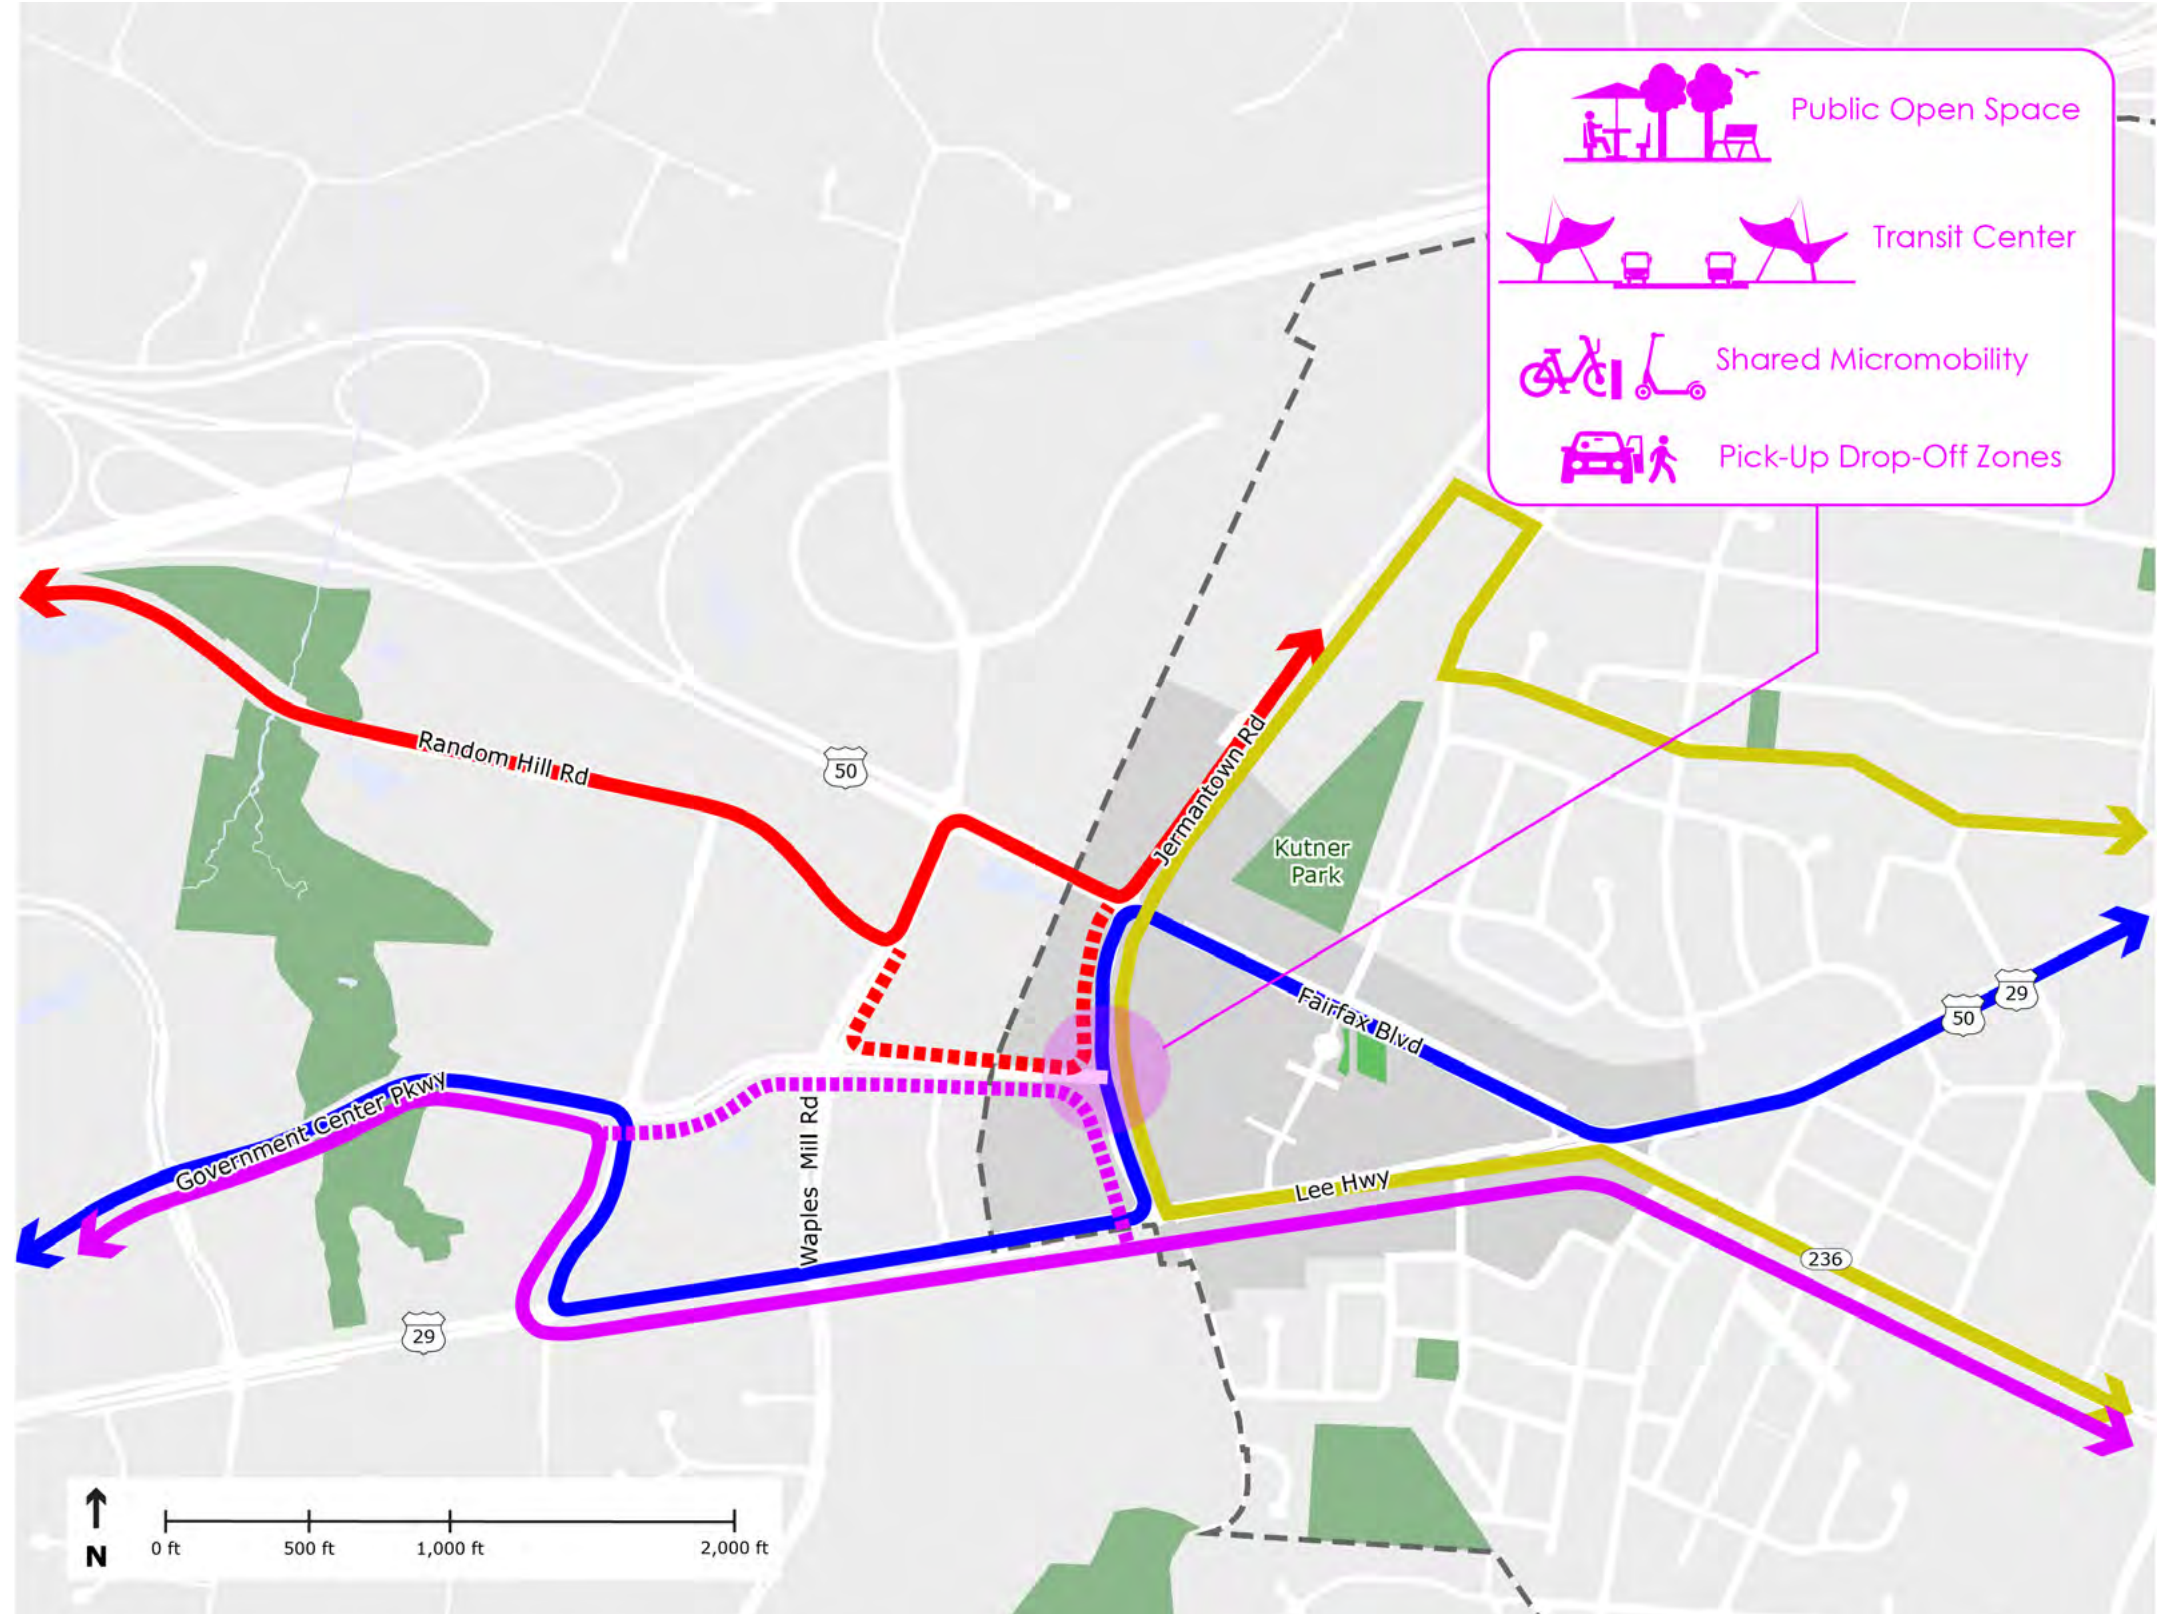 Public Open Space
Transit Center
Shared Micromobility
Pick-Up Drop-Off Zones
Random Hill Rd
50
Jermantown Rd
Kutner
Park
Fairfax Blvd
29
50
Government Center Pkwy
Waples Mill Rd
Lee Hwy
236
29
N
0 ft
500 ft
1,000 ft
2,000 ft